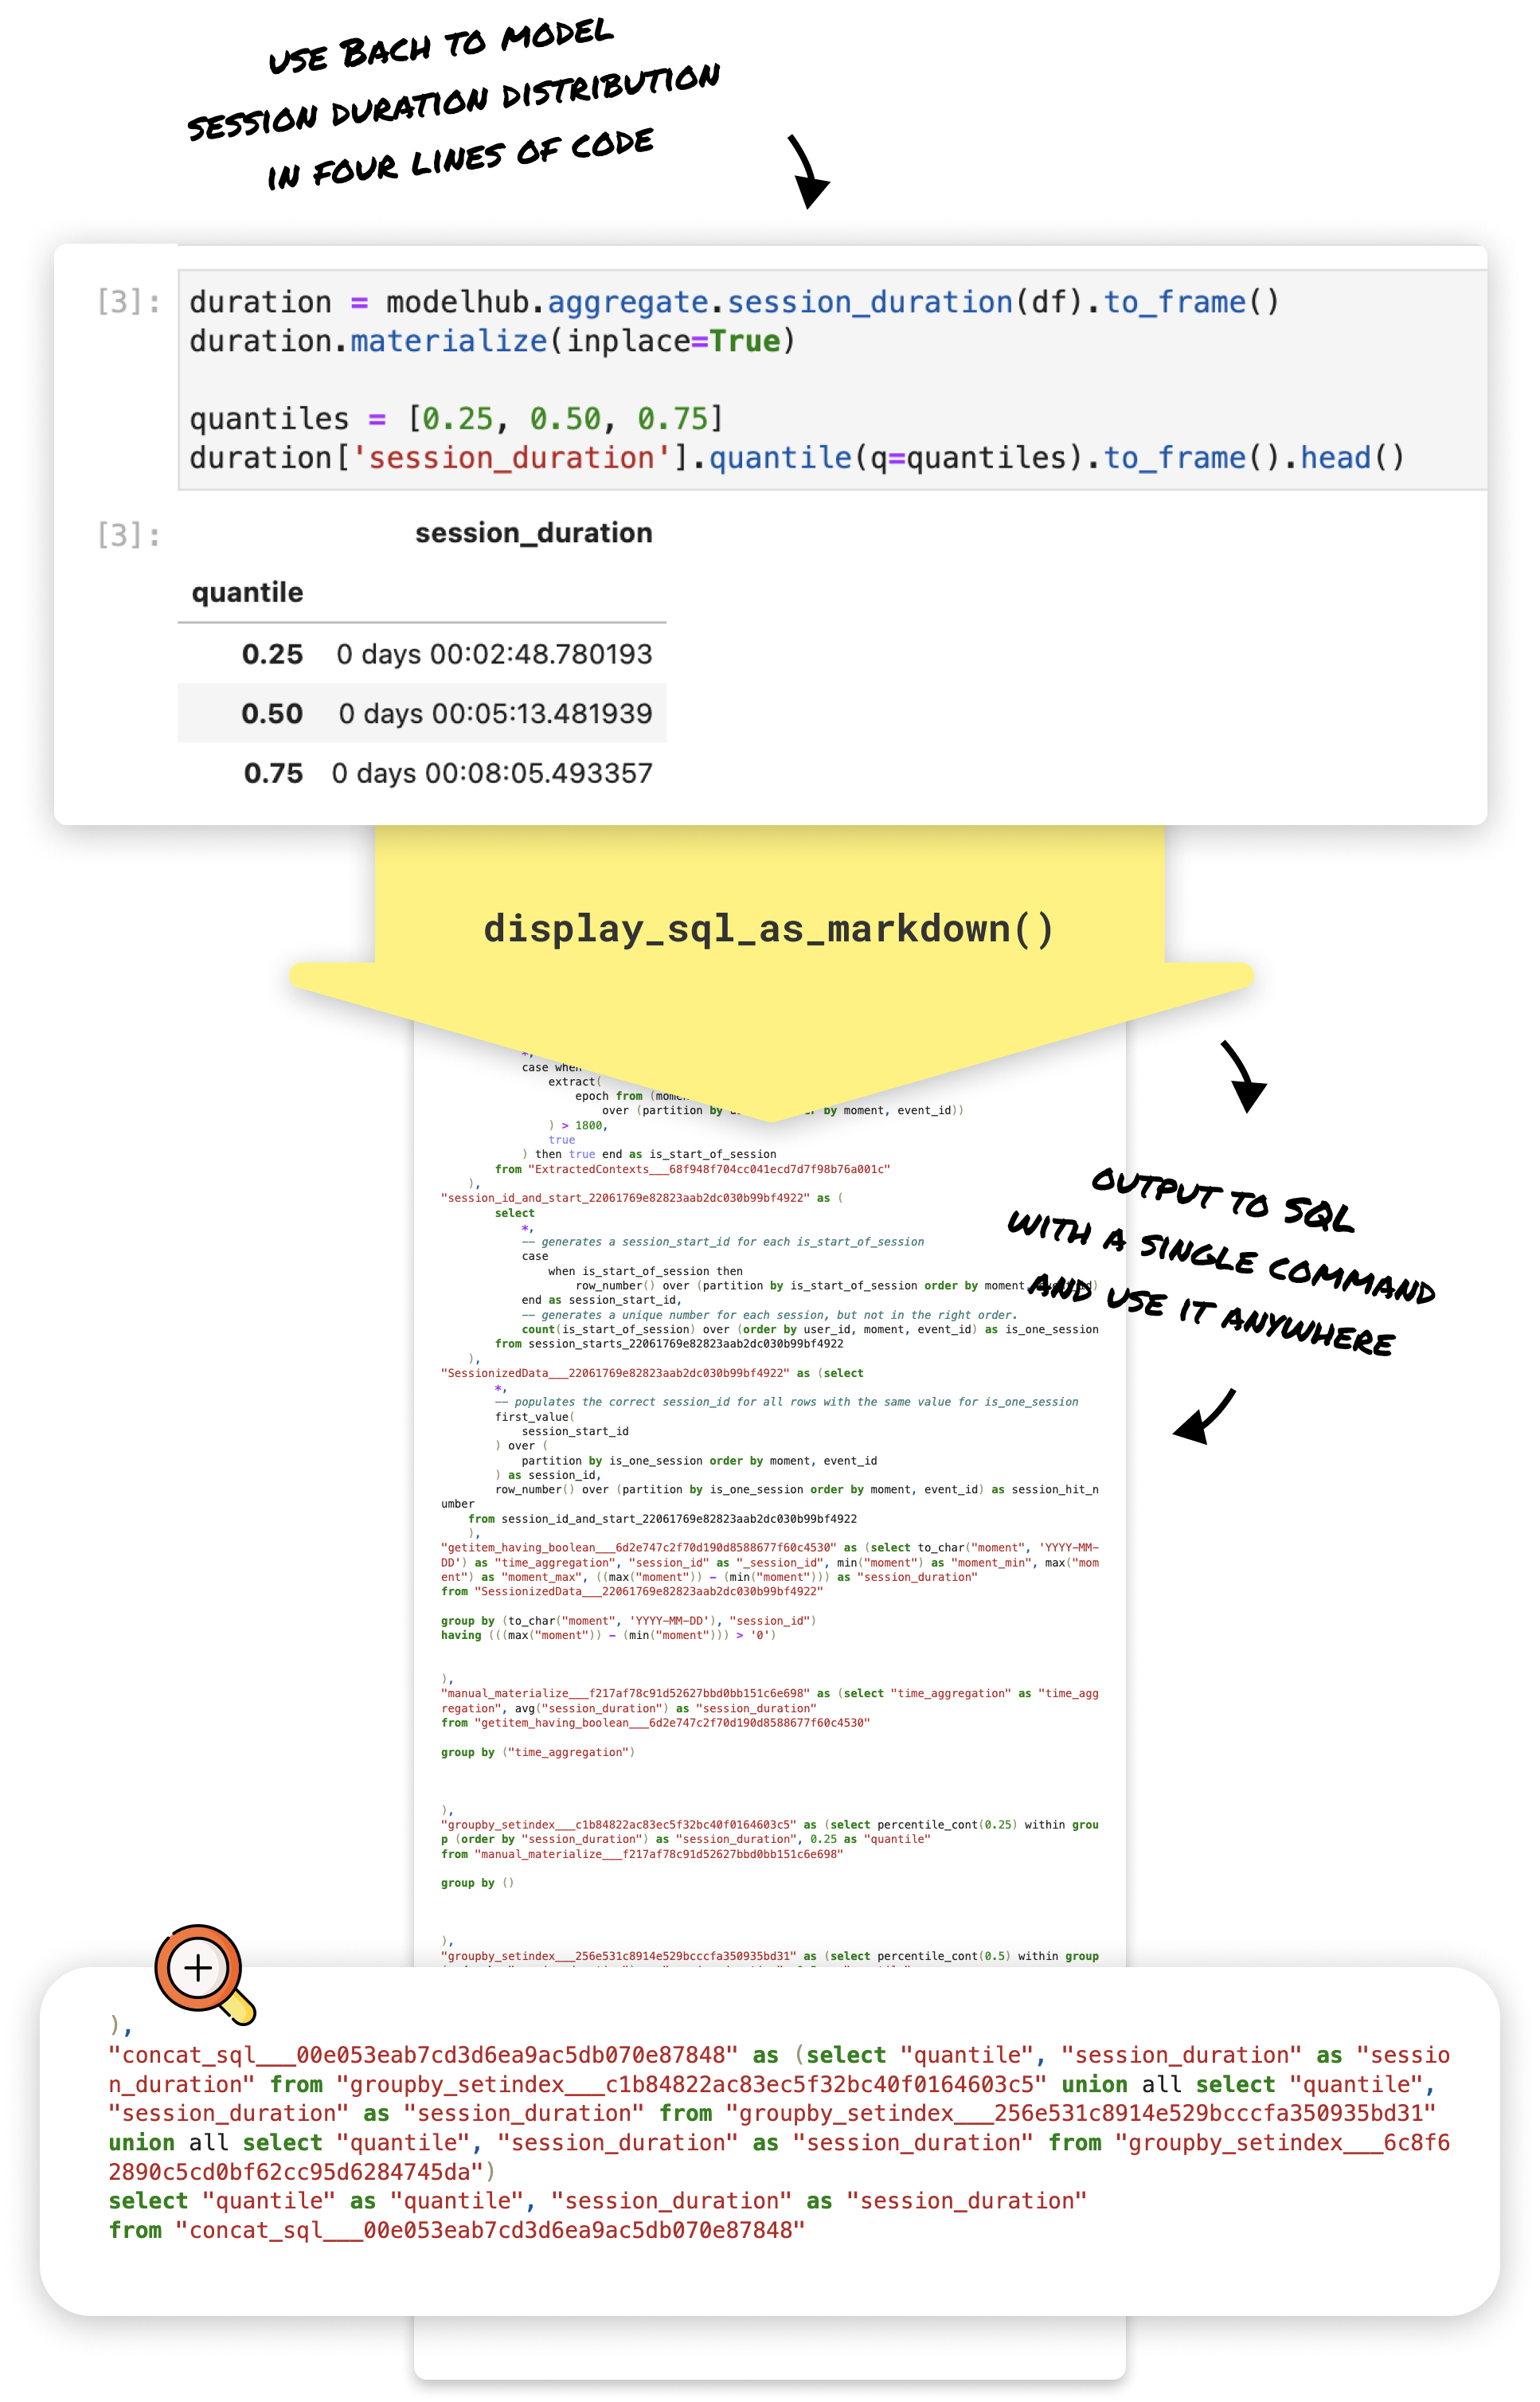 USE BACH TO MODEL
SESSION DURATION DISTRIBUTION
IN FOUR LINES OF CODE
[3]: duration = modelhub.aggregate.session_duration(df).to_frame()
duration.materialize(inplace=True)
quantiles = [0.25, 0.50, 0.75]
duration['session_duration'].quantile(q=quantiles).to_frame().head()
[3]: session_duration
quantile
0.25 0 days 00:02:48.780193
0.50 0 days 00:05:13.481939
0.75 0 days 00:08:05.493357
display_sql_as_markdown()
*,
case when
extract(
epoch from
over (partition by by moment, event_id))
) > 1800,
true
) then true end as is_start_of_session
from "ExtractedContexts___68f948f704cc041ecd7d7f98b76a001c"
),
"session_id_and_start_22061769e82823aab2dc030b99bf4922" as (
select
*,
-- generates a session_start_id for each is_start_of_session
case
when is_start_of_session then
row_number() over (partition by is_start_of_session order by moment,
end as session_start_id,
-- generates a unique number for each session, but not in the right order.
count(is_start_of_session) over (order by user_id, moment, event_id) as is_one_session
from session_starts_22061769e82823aab2dc030b99bf4922
),
"SessionizedData___22061769e82823aab2dc030b99bf4922" as (select
*,
-- populates the correct session_id for all rows with the same value for is_one_session
first_value(
session_start_id
) over (
partition by is_one_session order by moment, event_id
) as session_id,
row_number() over (partition by is_one_session order by moment, event_id) as session_hit_n
umber
from session_id_and_start_22061769e82823aab2dc030b99bf4922
),
"getitem_having_boolean___6d2e747c2f70d190d8588677f60c4530" as (select to_char("moment", 'YYYY-MM-
DD') as "time_aggregation", "session_id" as "_session_id", min("moment") as "moment_min", max("mom
ent") as "moment_max", ((max("moment")) - (min("moment"))) as "session_duration"
from "SessionizedData___22061769e82823aab2dc030b99bf4922"
group by (to_char("moment", 'YYYY-MM-DD'), "session_id")
having (((max("moment")) - (min("moment"))) > '0')
),
"manual_materialize___f217af78c91d52627bbd0bb151c6e698" as (select "time_aggregation" as "time_agg
regation", avg("session_duration") as "session_duration"
from "getitem_having_boolean___6d2e747c2f70d190d8588677f60c4530"
group by ("time_aggregation")
),
"groupby_setindex___c1b84822ac83ec5f32bc40f0164603c5" as (select percentile_cont(0.25) within grou
p (order by "session_duration") as "session_duration", 0.25 as "quantile"
from "manual_materialize___f217af78c91d52627bbd0bb151c6e698"
group by ()
),
"groupby_setindex___256e531c8914e529bcccfa350935bd31" as (select percentile_cont(0.5) within group
OUTPUT TO SQL
WITH A SINGLE COMMAND
AND USE IT ANYWHERE
),
"concat_sql___00e053eab7cd3d6ea9ac5db070e87848" as (select "quantile", "session_duration" as "sessio
n_duration" from "groupby_setindex___c1b84822ac83ec5f32bc40f0164603c5" union all select "quantile",
"session_duration" as "session_duration" from "groupby_setindex___256e531c8914e529bcccfa350935bd31"
union all select "quantile", "session_duration" as "session_duration" from "groupby_setindex___6c8f6
2890c5cd0bf62cc95d6284745da")
select "quantile" as "quantile", "session_duration" as "session_duration"
from "concat_sql___00e053eab7cd3d6ea9ac5db070e87848"